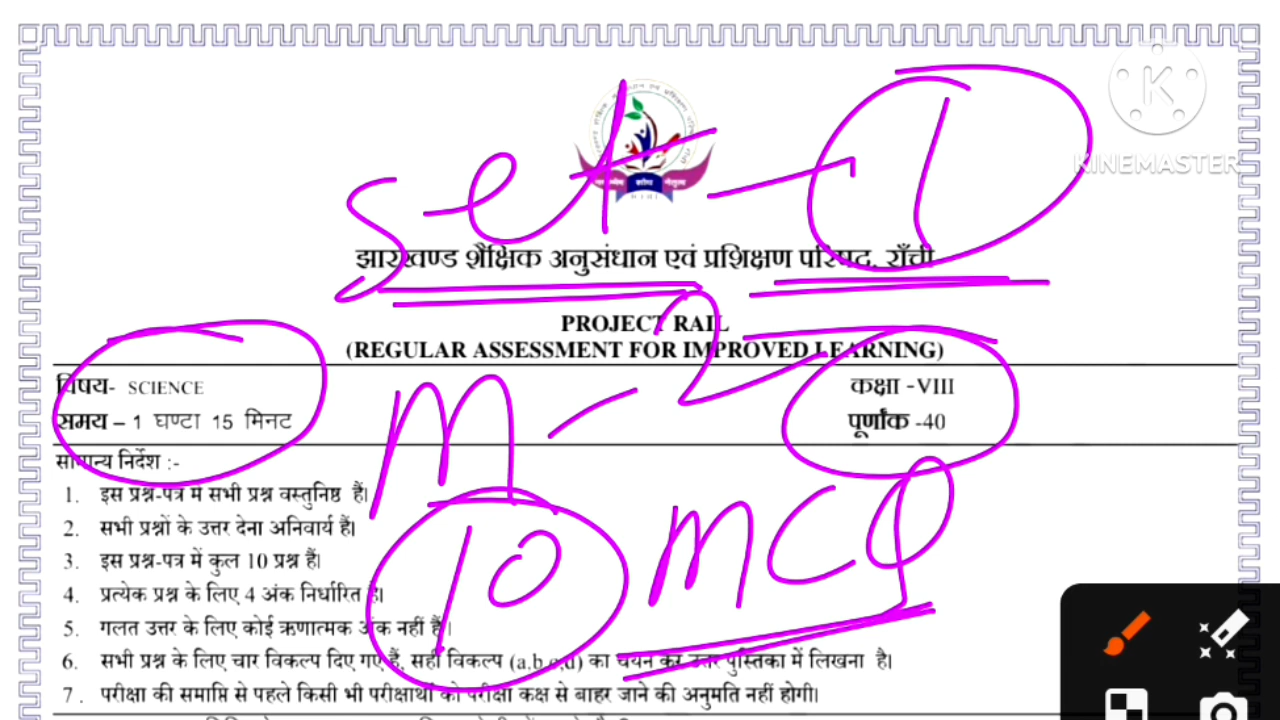 KINEMASTER
set - 1
झारखण्ड शैक्षिक अनुसंधान एवं प्रशिक्षण परिषद, राँची
PROJECT RAIL
(REGULAR ASSESSMENT FOR IMPROVED LEARNING)
विषय- SCIENCE कक्षा -VIII
समय – 1 घण्टा 15 मिनट पूर्णांक -40
M - 2
सामान्य निर्देश :-
1. इस प्रश्न-पत्र में सभी प्रश्न वस्तुनिष्ठ हैं।
2. सभी प्रश्नों के उत्तर देना अनिवार्य हैं।
10 MCQ
3. इस प्रश्न-पत्र में कुल 10 प्रश्न हैं।
4. प्रत्येक प्रश्न के लिए 4 अंक निर्धारित है।
5. गलत उत्तर के लिए कोई ऋणात्मक अंक नहीं हैं।
6. सभी प्रश्न के लिए चार विकल्प दिए गए हैं, सही विकल्प (a,b,c,d) का चयन कर उत्तर पुस्तिका में लिखना है।
7. परीक्षा की समाप्ति से पहले किसी भी परीक्षार्थी को परीक्षा कक्ष से बाहर जाने की अनुमति नहीं होगी।